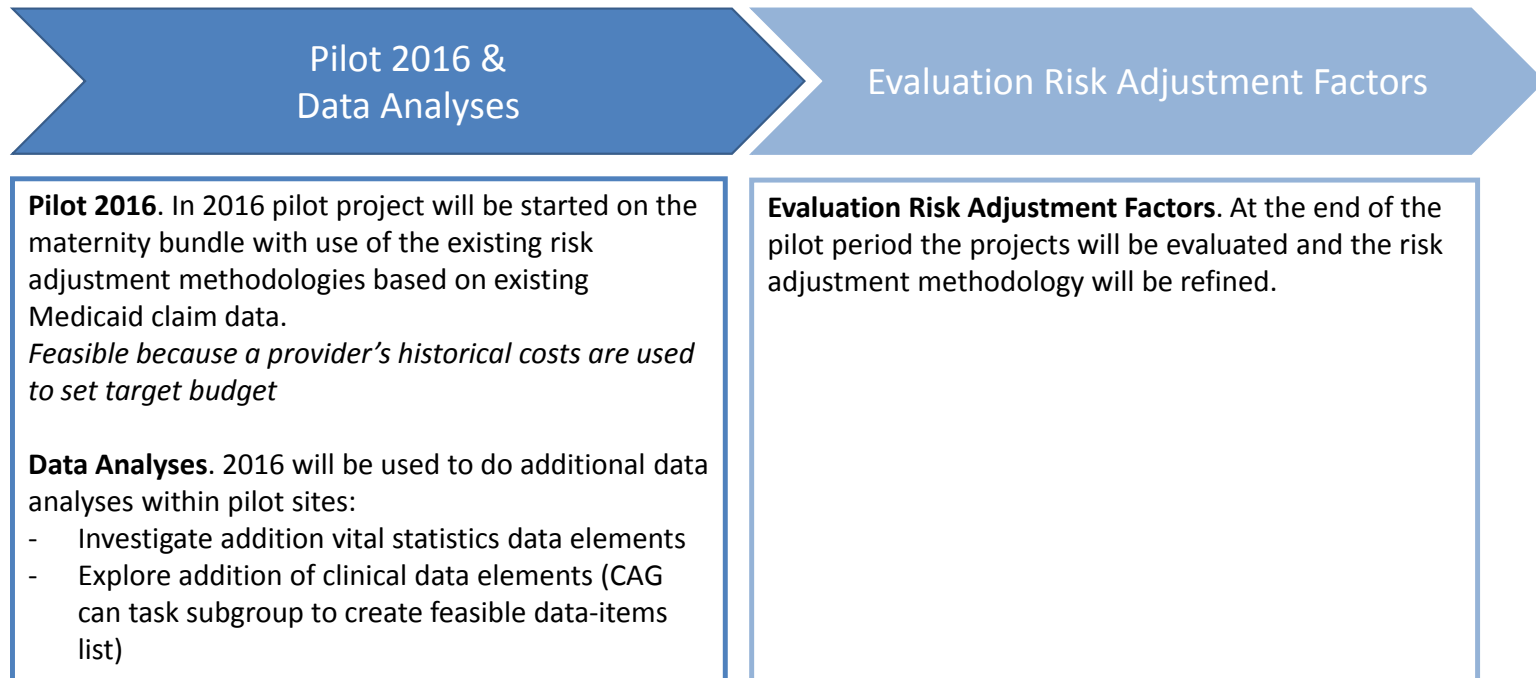 Pilot 2016 &
Data Analyses
Evaluation Risk Adjustment Factors
Pilot 2016. In 2016 pilot project will be started on the
maternity bundle with use of the existing risk
adjustment methodologies based on existing
Medicaid claim data.
Feasible because a provider’s historical costs are used
to set target budget
Data Analyses. 2016 will be used to do additional data
analyses within pilot sites:
- Investigate addition vital statistics data elements
- Explore addition of clinical data elements (CAG
can task subgroup to create feasible data-items
list)
Evaluation Risk Adjustment Factors. At the end of the
pilot period the projects will be evaluated and the risk
adjustment methodology will be refined.